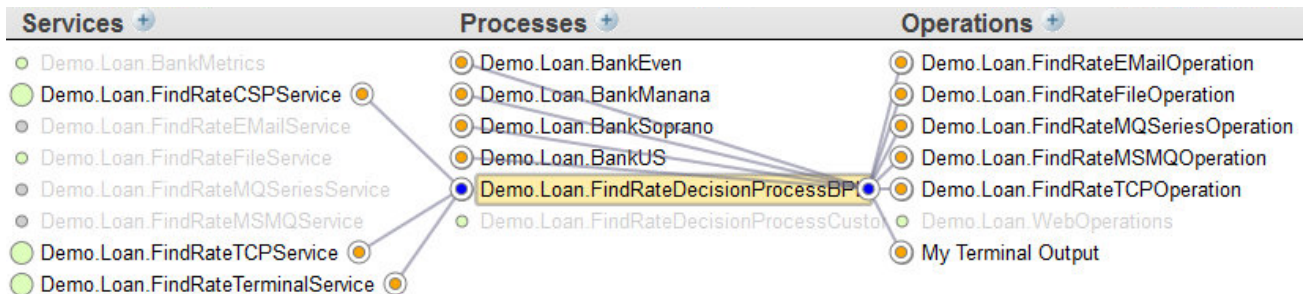 Services Processes Operations
Demo.Loan.BankMetrics Demo.Loan.BankEven Demo.Loan.FindRateEMailOperation
Demo.Loan.FindRateCSPService Demo.Loan.BankManana Demo.Loan.FindRateFileOperation
Demo.Loan.FindRateEMailService Demo.Loan.BankSoprano Demo.Loan.FindRateMQSeriesOperation
Demo.Loan.FindRateFileService Demo.Loan.BankUS Demo.Loan.FindRateMSMQOperation
Demo.Loan.FindRateMQSeriesService Demo.Loan.FindRateDecisionProcessBP Demo.Loan.FindRateTCPOperation
Demo.Loan.FindRateMSMQService Demo.Loan.FindRateDecisionProcessCusto Demo.Loan.WebOperations
Demo.Loan.FindRateTCPService My Terminal Output
Demo.Loan.FindRateTerminalService